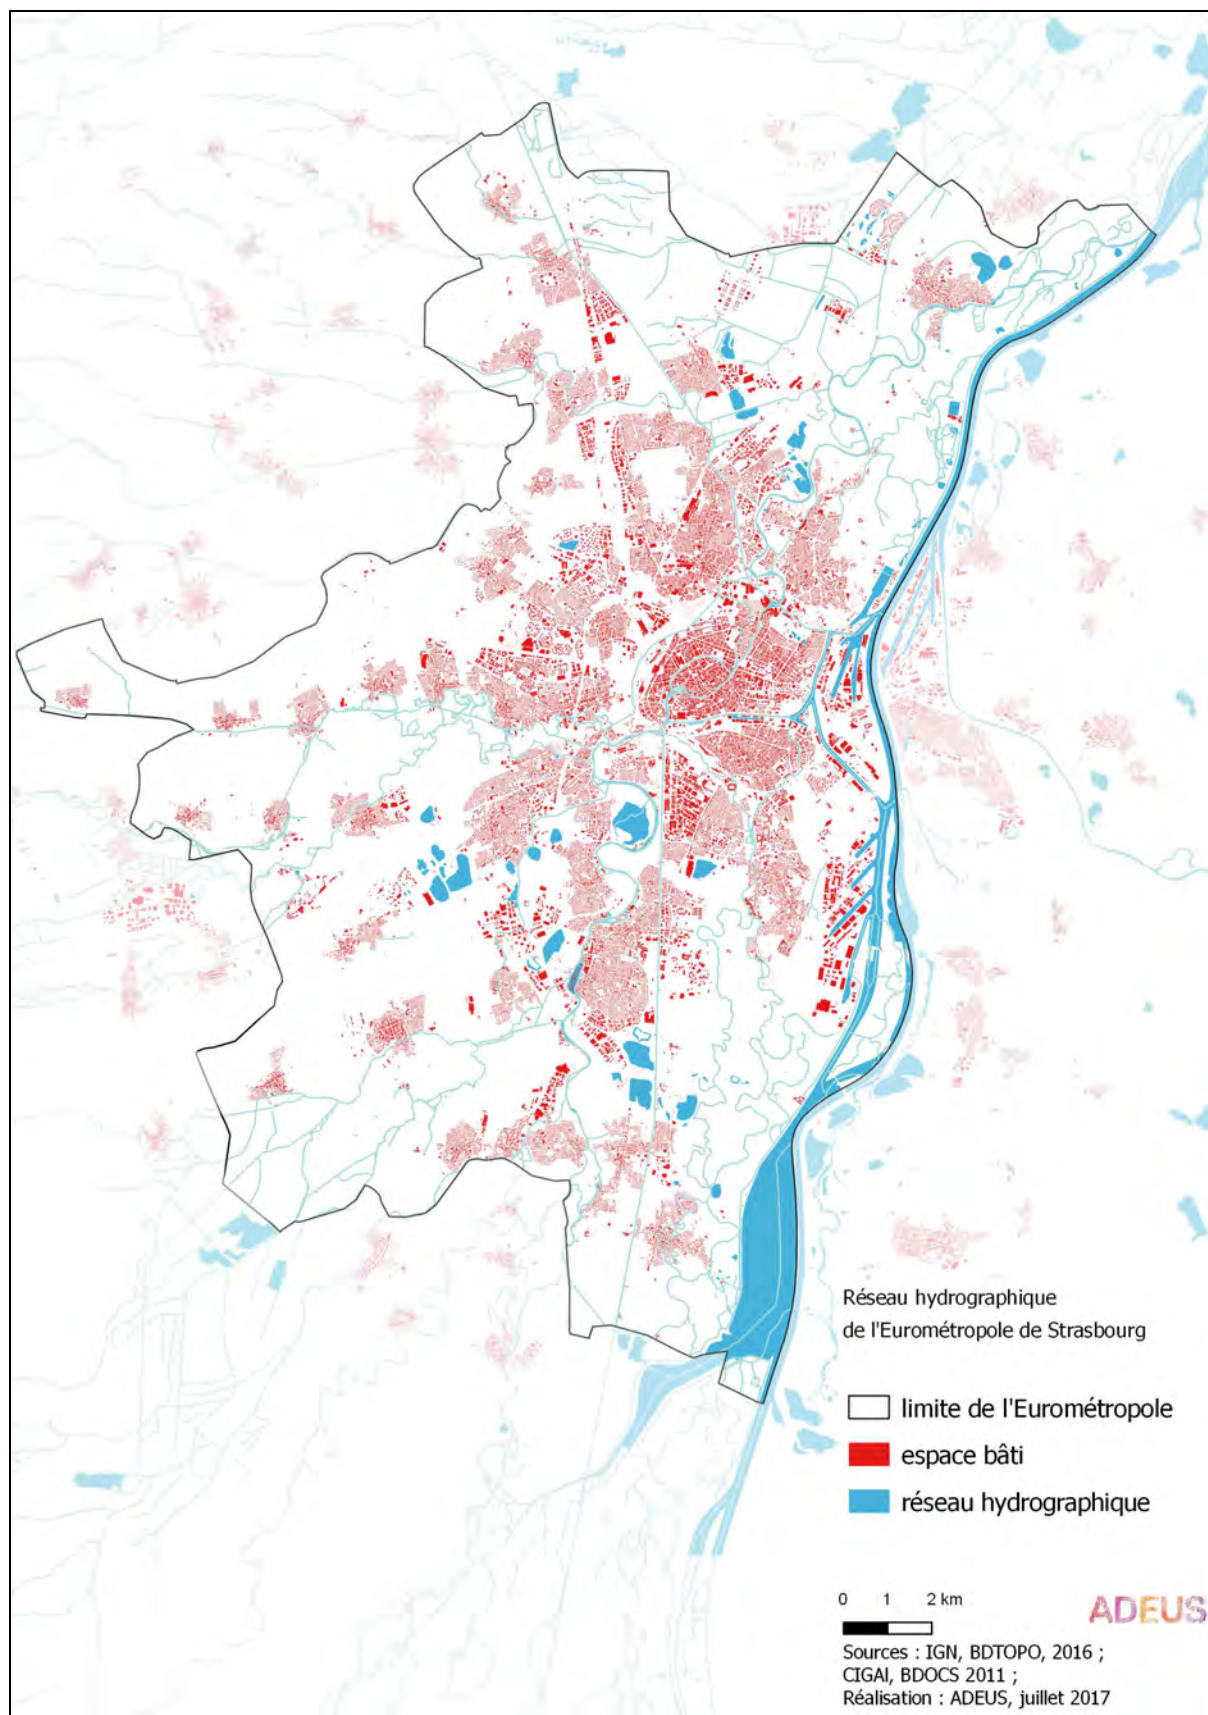 Réseau hydrographique
de l'Eurométropole de Strasbourg
limite de l'Eurométropole
espace bâti
réseau hydrographique
0 1 2 km
ADEUS
Sources : IGN, BDTOPO, 2016 ;
CIGAL, BDOCS 2011 ;
Réalisation : ADEUS, juillet 2017